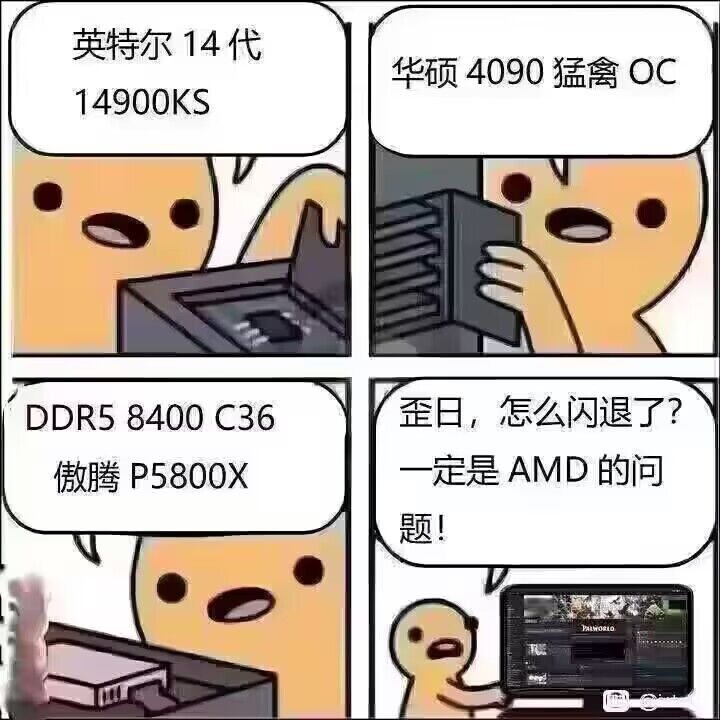 英特尔 14 代
14900KS
华硕 4090 猛禽 OC
DDR5 8400 C36
傲腾 P5800X
歪日，怎么闪退了？
一定是 AMD 的问
题！
PALWORLD